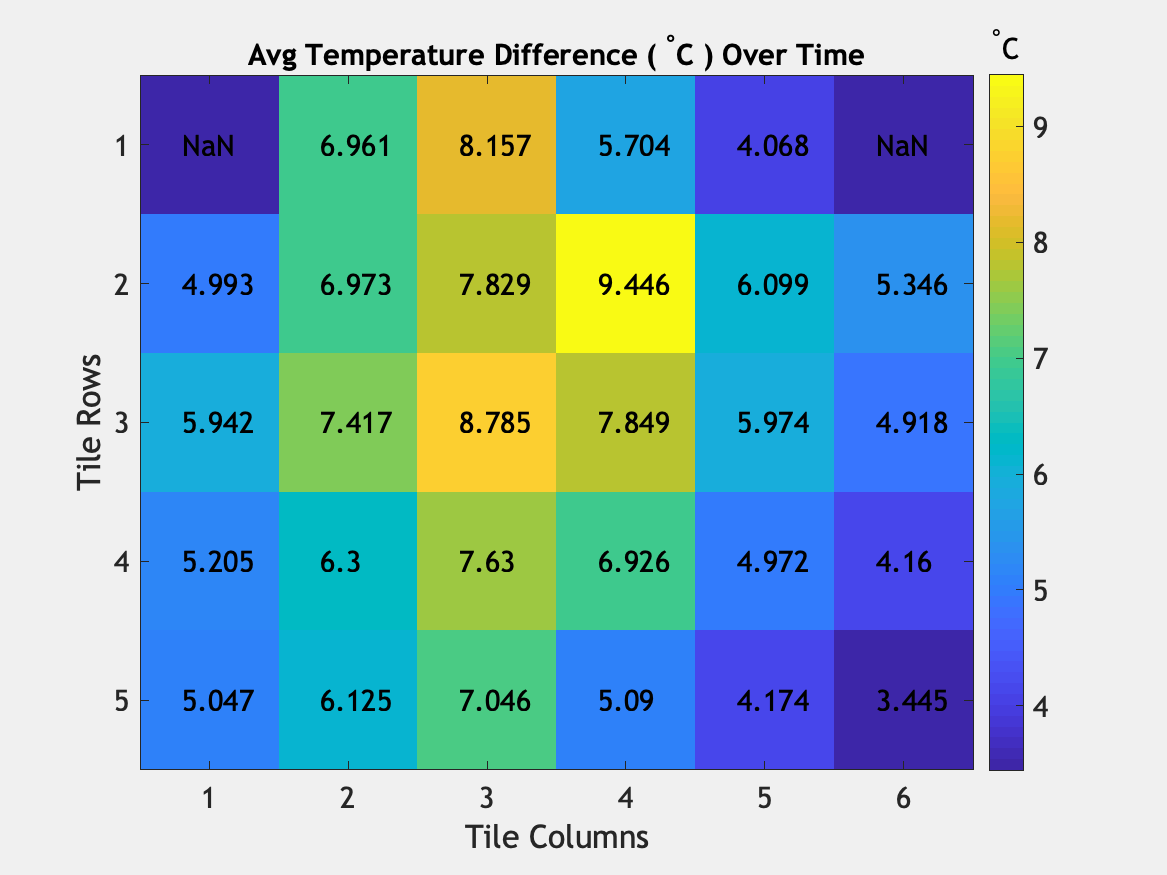 °C
Avg Temperature Difference ( °C ) Over Time
1 NaN 6.961 8.157 5.704 4.068 NaN
2 4.993 6.973 7.829 9.446 6.099 5.346
3 5.942 7.417 8.785 7.849 5.974 4.918
4 5.205 6.3 7.63 6.926 4.972 4.16
5 5.047 6.125 7.046 5.09 4.174 3.445
1 2 3 4 5 6
Tile Columns
Tile Rows
9
8
7
6
5
4